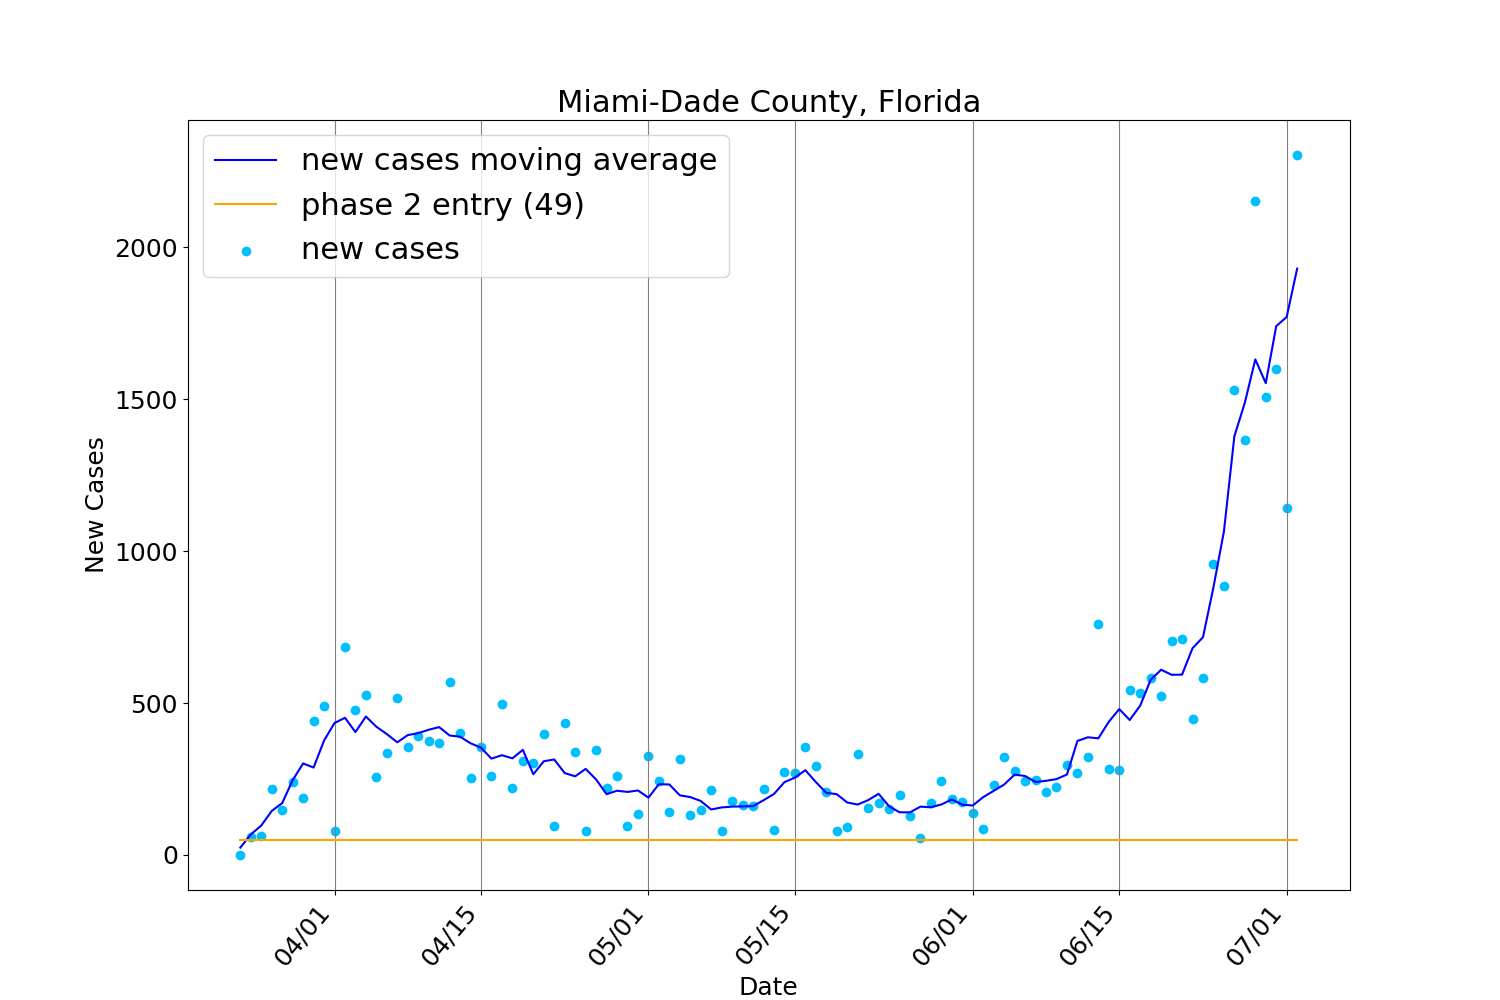 Miami-Dade County, Florida
new cases moving average
phase 2 entry (49)
new cases
2000
1500
1000
500
0
New Cases
04/01
04/15
05/01
05/15
06/01
06/15
07/01
Date